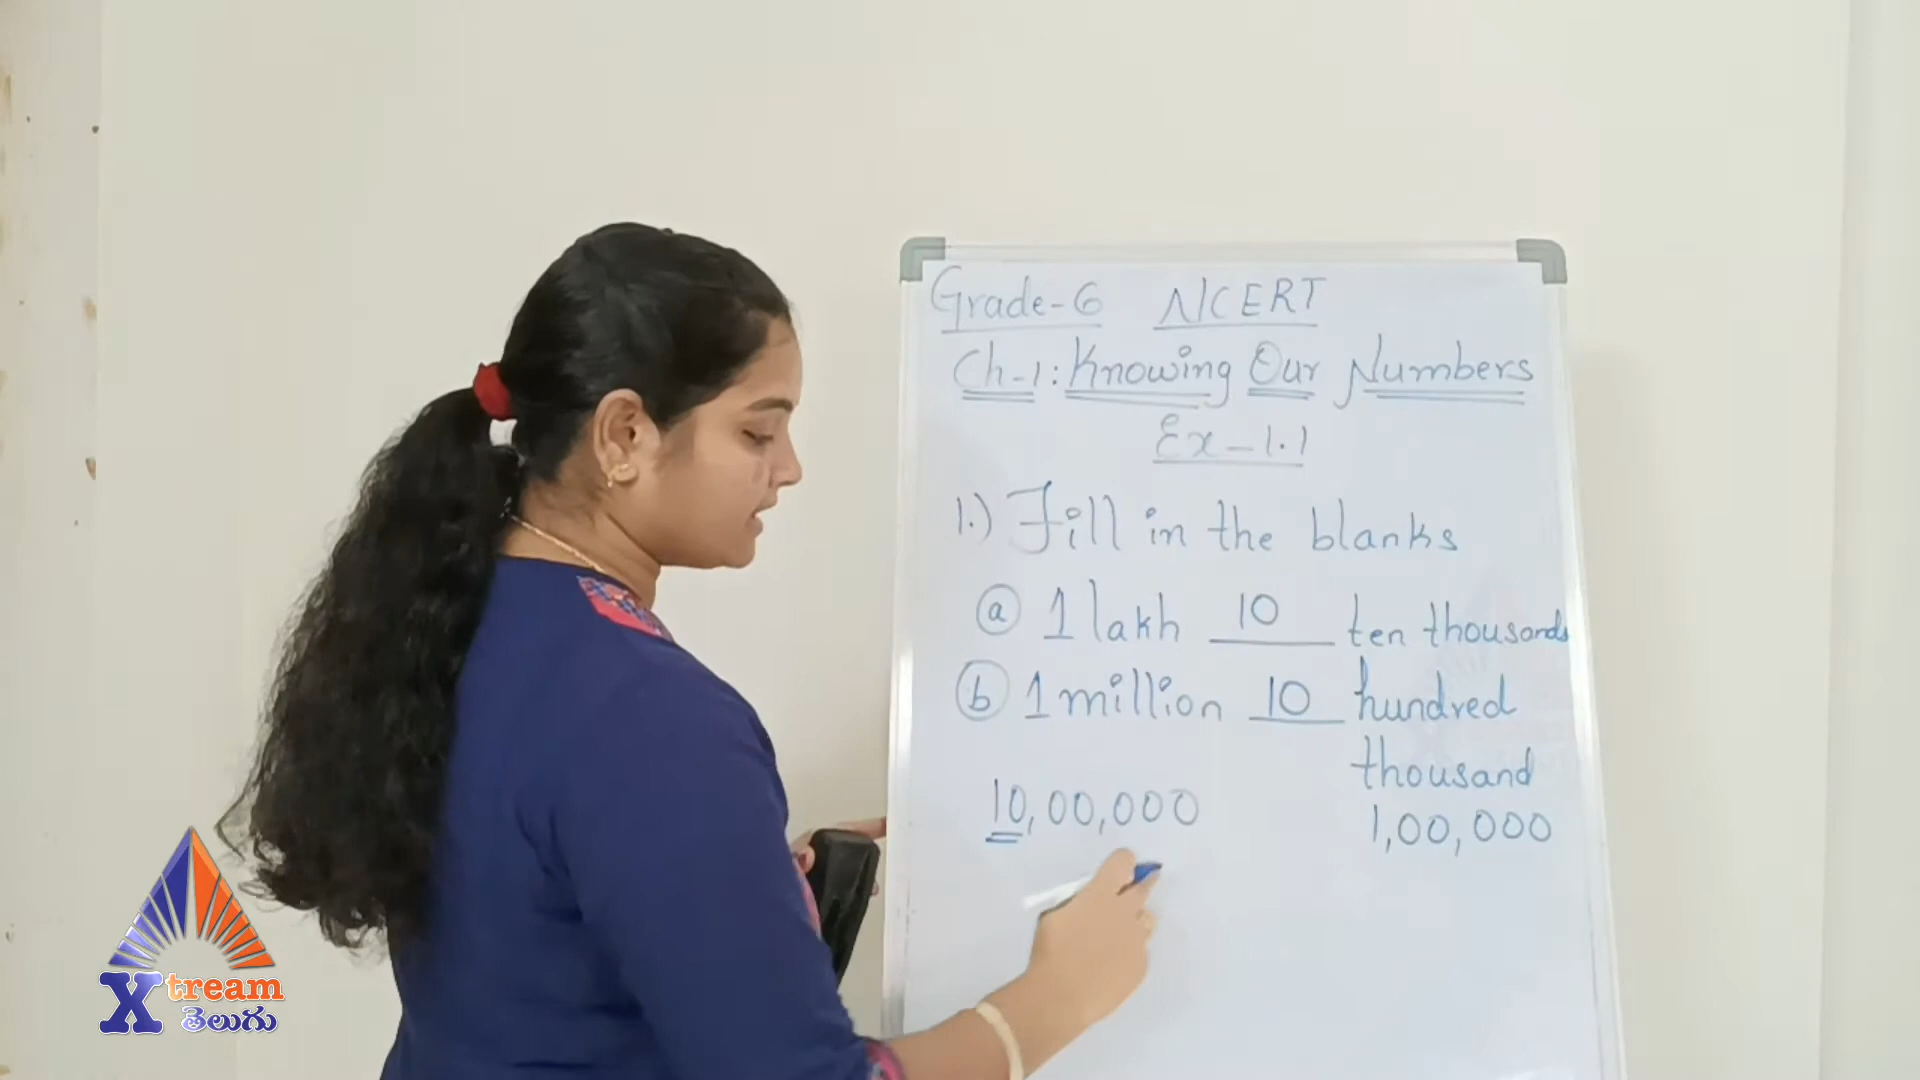 Grade-6 NCERT
Ch-1: Knowing Our Numbers
Ex-1.1
1.) Fill in the blanks
(a) 1 lakh 10 ten thousands
(b) 1 million 10 hundred
thousand
10,00,000 1,00,000
Xtream
తెలుగు